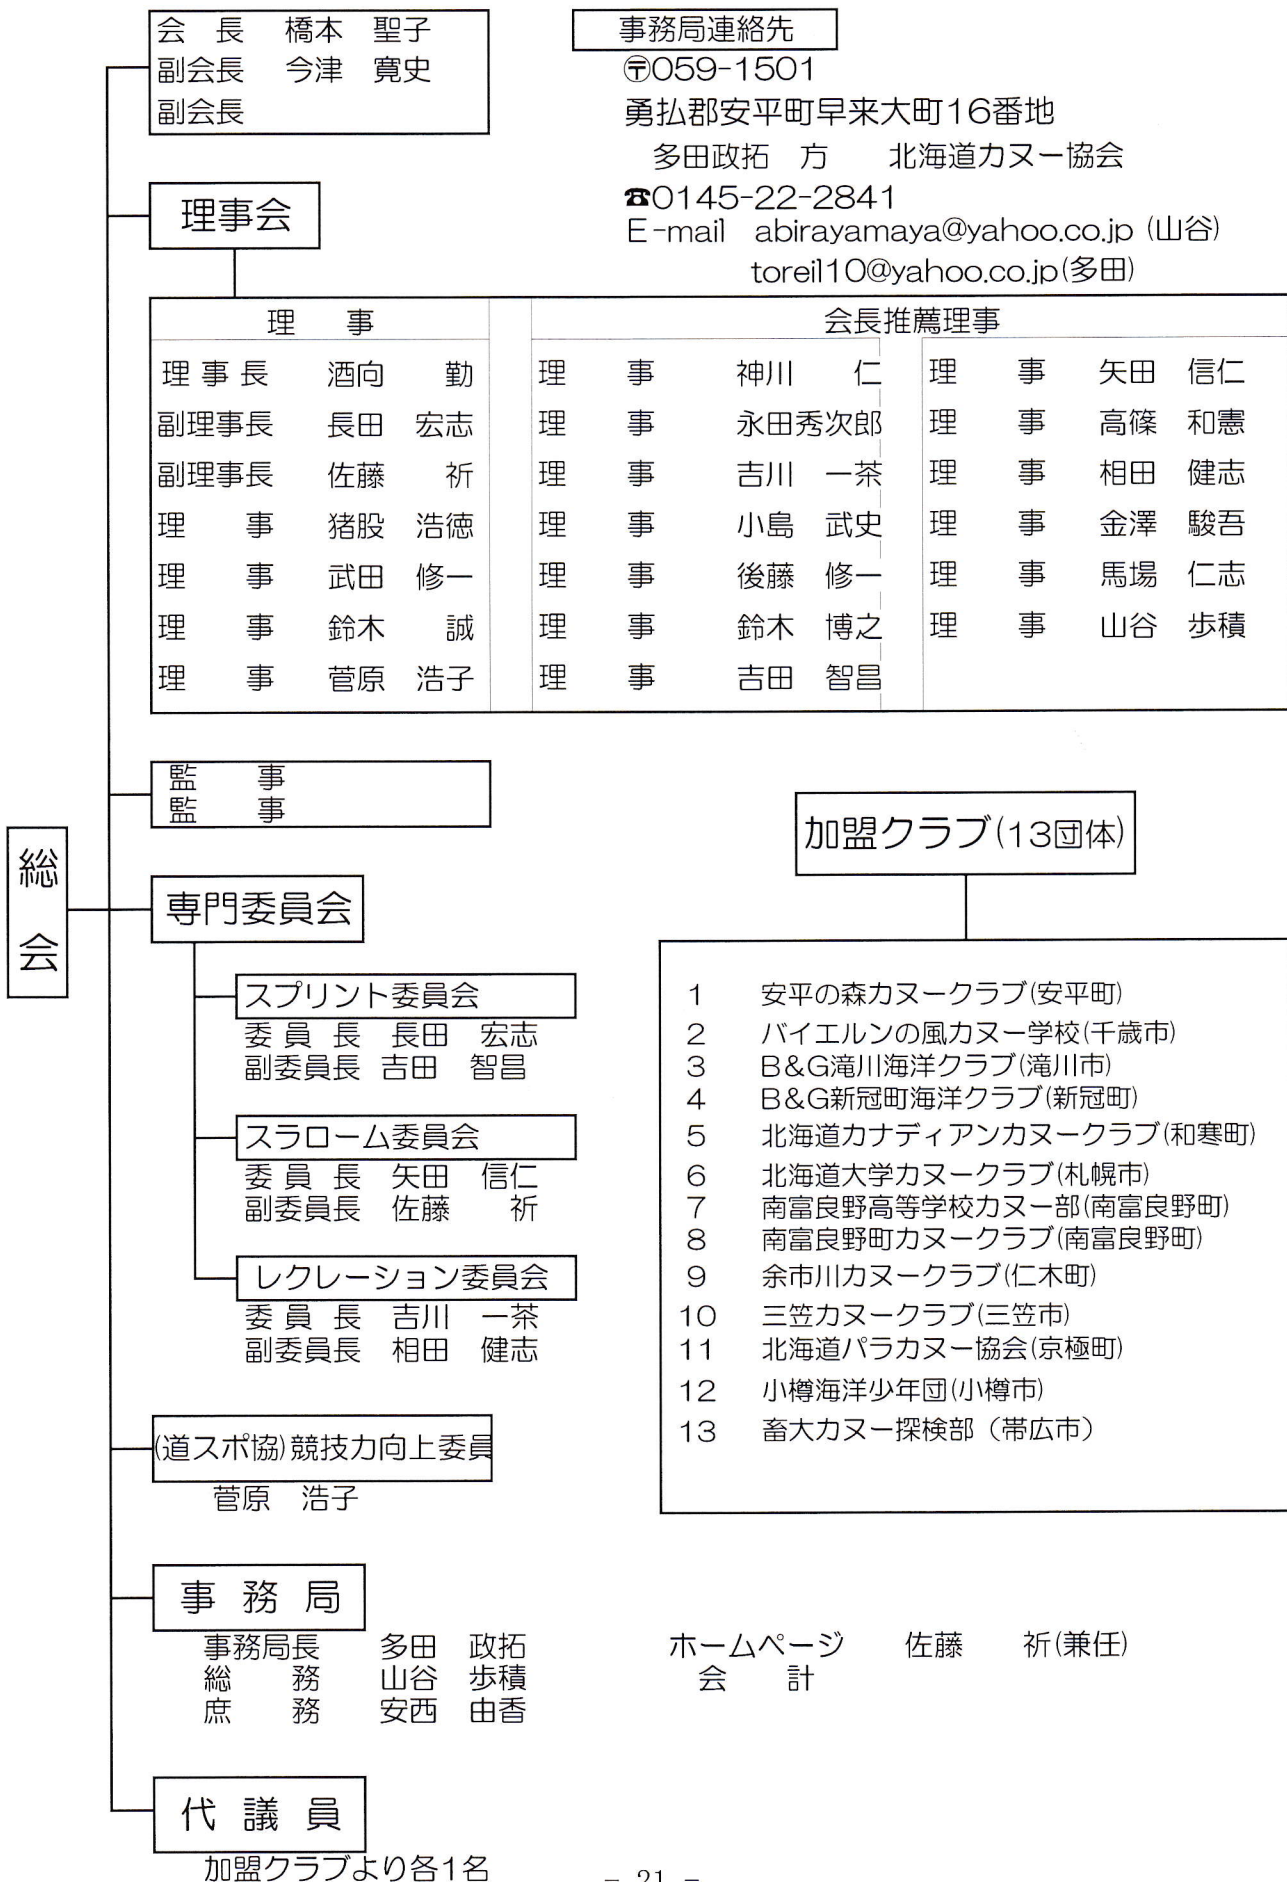 会 長 橋本 聖子
副会長 今津 寛史
副会長
事務局連絡先
〒059-1501
勇払郡安平町早来大町16番地
多田政拓 方 北海道カヌー協会
☎0145-22-2841
E-mail abirayamaya@yahoo.co.jp (山谷)
toreil10@yahoo.co.jp(多田)
理事会
理 事
理 事 長 酒向 勤
副理事長 長田 宏志
副理事長 佐藤 祈
理 事 猪股 浩徳
理 事 武田 修一
理 事 鈴木 誠
理 事 菅原 浩子
会長推薦理事
理 事 神川 仁
理 事 永田秀次郎
理 事 吉川 一茶
理 事 小島 武史
理 事 後藤 修一
理 事 鈴木 博之
理 事 吉田 智昌
理 事 矢田 信仁
理 事 高篠 和憲
理 事 相田 健志
理 事 金澤 駿吾
理 事 馬場 仁志
理 事 山谷 歩積
監 事
監 事
総会
専門委員会
スプリント委員会
委 員 長 長田 宏志
副委員長 吉田 智昌
スラローム委員会
委 員 長 矢田 信仁
副委員長 佐藤 祈
レクレーション委員会
委 員 長 吉川 一茶
副委員長 相田 健志
(道スポ協)競技力向上委員
菅原 浩子
加盟クラブ(13団体)
1 安平の森カヌークラブ(安平町)
2 バイエルンの風カヌー学校(千歳市)
3 B&G滝川海洋クラブ(滝川市)
4 B&G新冠町海洋クラブ(新冠町)
5 北海道カナディアンカヌークラブ(和寒町)
6 北海道大学カヌークラブ(札幌市)
7 南富良野高等学校カヌー部(南富良野町)
8 南富良野町カヌークラブ(南富良野町)
9 余市川カヌークラブ(仁木町)
10 三笠カヌークラブ(三笠市)
11 北海道パラカヌー協会(京極町)
12 小樽海洋少年団(小樽市)
13 畜大カヌー探検部（帯広市）
事 務 局
事務局長 多田 政拓
総 務 山谷 歩積
庶 務 安西 由香
ホームページ 佐藤 祈(兼任)
会 計
代 議 員
加盟クラブより各1名
- 21 -